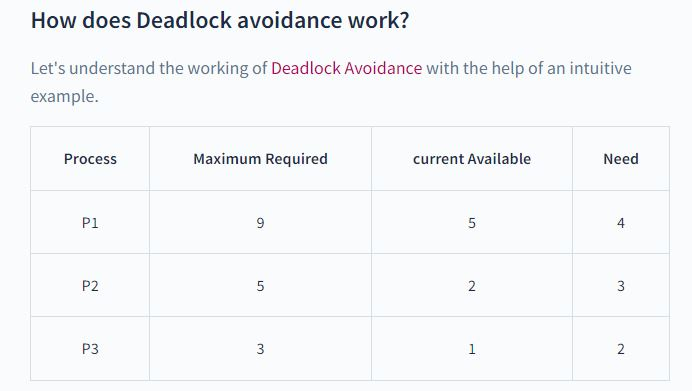 How does Deadlock avoidance work?
Let's understand the working of Deadlock Avoidance with the help of an intuitive
example.
Process Maximum Required current Available Need
P1 9 5 4
P2 5 2 3
P3 3 1 2